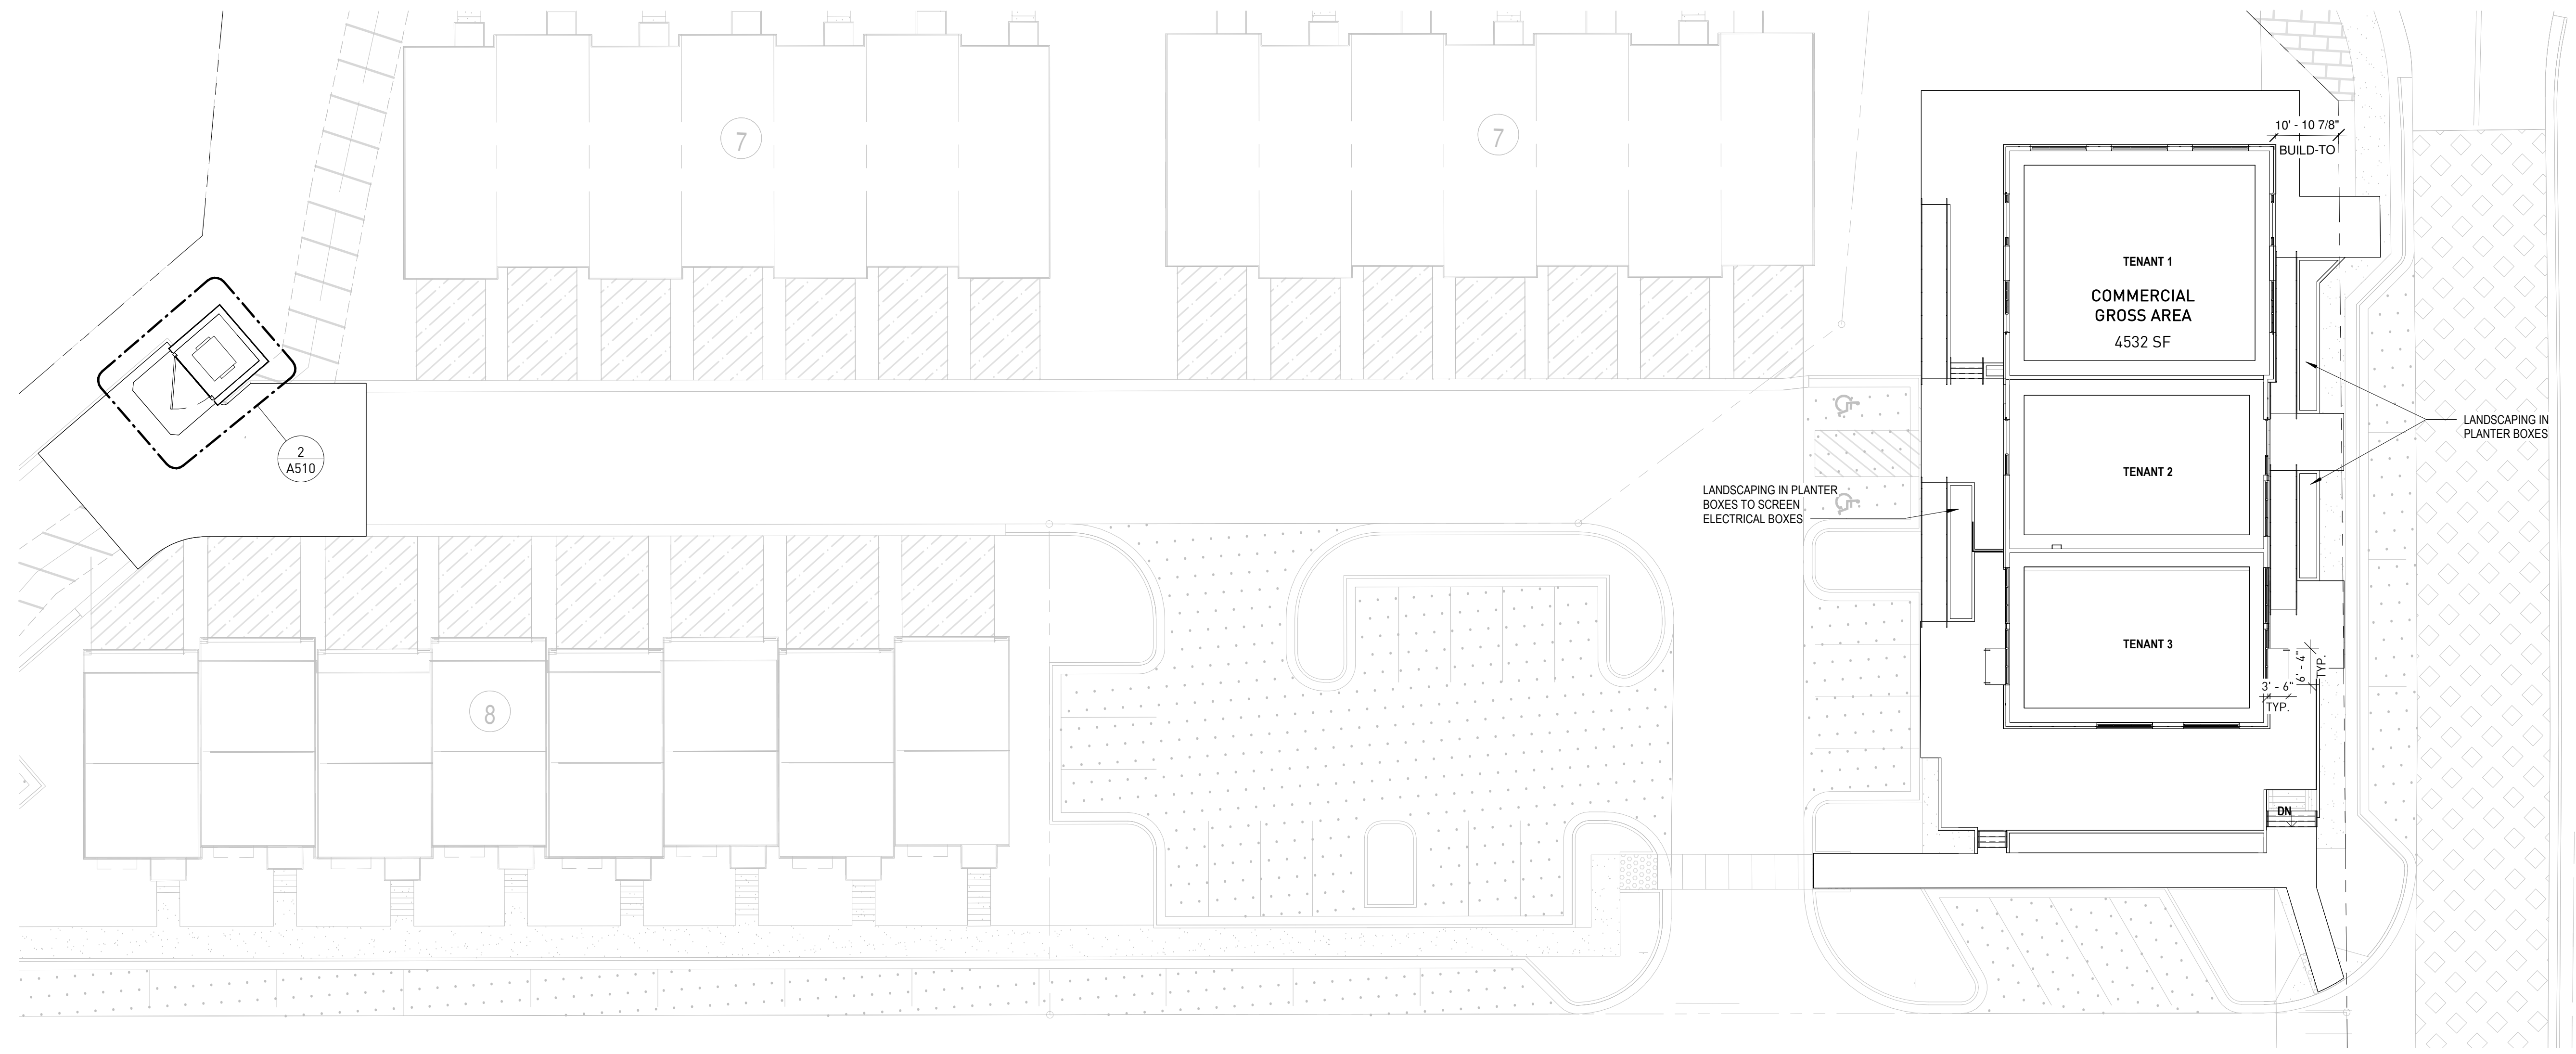 7
7
10' - 10 7/8"
BUILD-TO
TENANT 1
COMMERCIAL
GROSS AREA
4532 SF
2
A510
LANDSCAPING IN
PLANTER BOXES
TENANT 2
LANDSCAPING IN PLANTER
BOXES TO SCREEN
ELECTRICAL BOXES
TENANT 3
6' - 4"
TYP.
3' - 6"
TYP.
8
DN